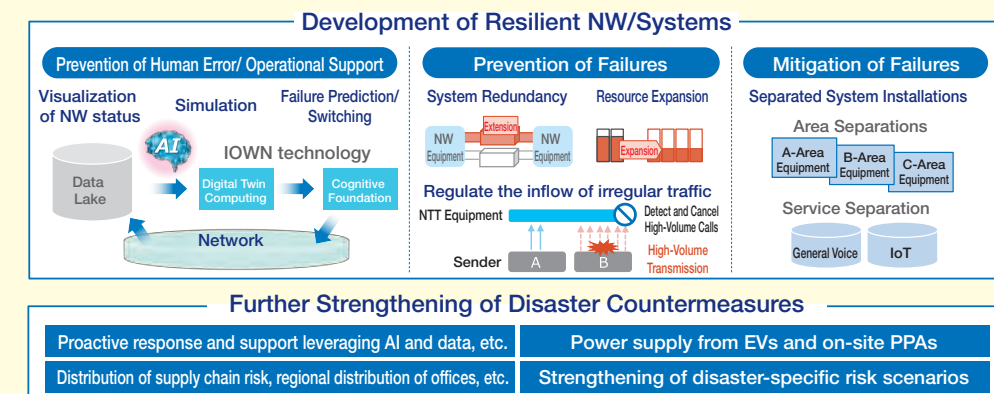 Development of Resilient NW/Systems
Prevention of Human Error/ Operational Support
Visualization
of NW status
Simulation
Failure Prediction/
Switching
AI
IOWN technology
Data
Lake
Digital Twin
Computing
Cognitive
Foundation
Network
Prevention of Failures
System Redundancy
Resource Expansion
NW
Equipment
Extension
NW
Equipment
Expansion
Regulate the inflow of irregular traffic
NTT Equipment
Detect and Cancel
High-Volume Calls
Sender
A
B
High-Volume
Transmission
Mitigation of Failures
Separated System Installations
Area Separations
A-Area
Equipment
B-Area
Equipment
C-Area
Equipment
Service Separation
General Voice
IoT
Further Strengthening of Disaster Countermeasures
Proactive response and support leveraging AI and data, etc.
Power supply from EVs and on-site PPAs
Distribution of supply chain risk, regional distribution of offices, etc.
Strengthening of disaster-specific risk scenarios